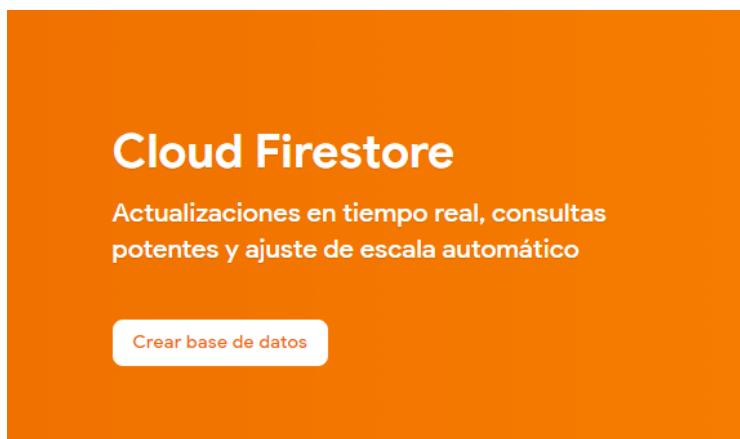 Cloud Firestore
Actualizaciones en tiempo real, consultas
potentes y ajuste de escala automático
Crear base de datos